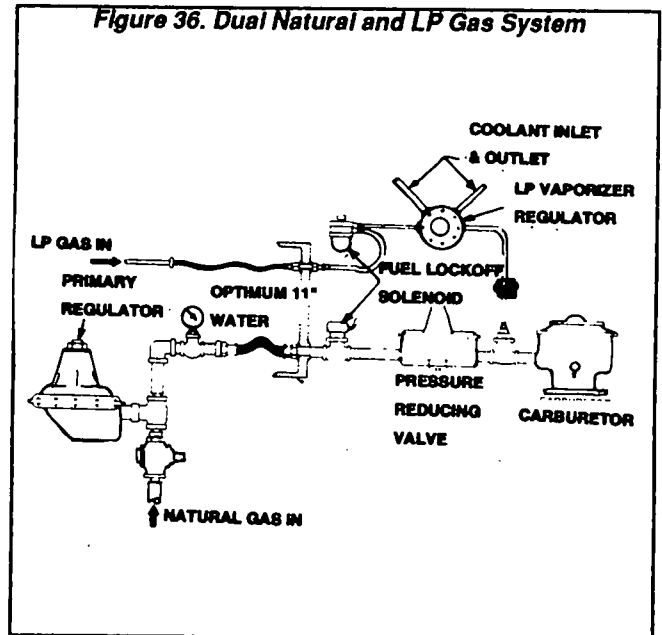 Figure 36. Dual Natural and LP Gas System
COOLANT INLET
& OUTLET
LP VAPORIZER
REGULATOR
LP GAS IN
PRIMARY
REGULATOR
OPTIMUM 11"
WATER
FUEL LOCKOFF
SOLENOID
PRESSURE
REDUCING
VALVE
CARBURETOR
NATURAL GAS IN